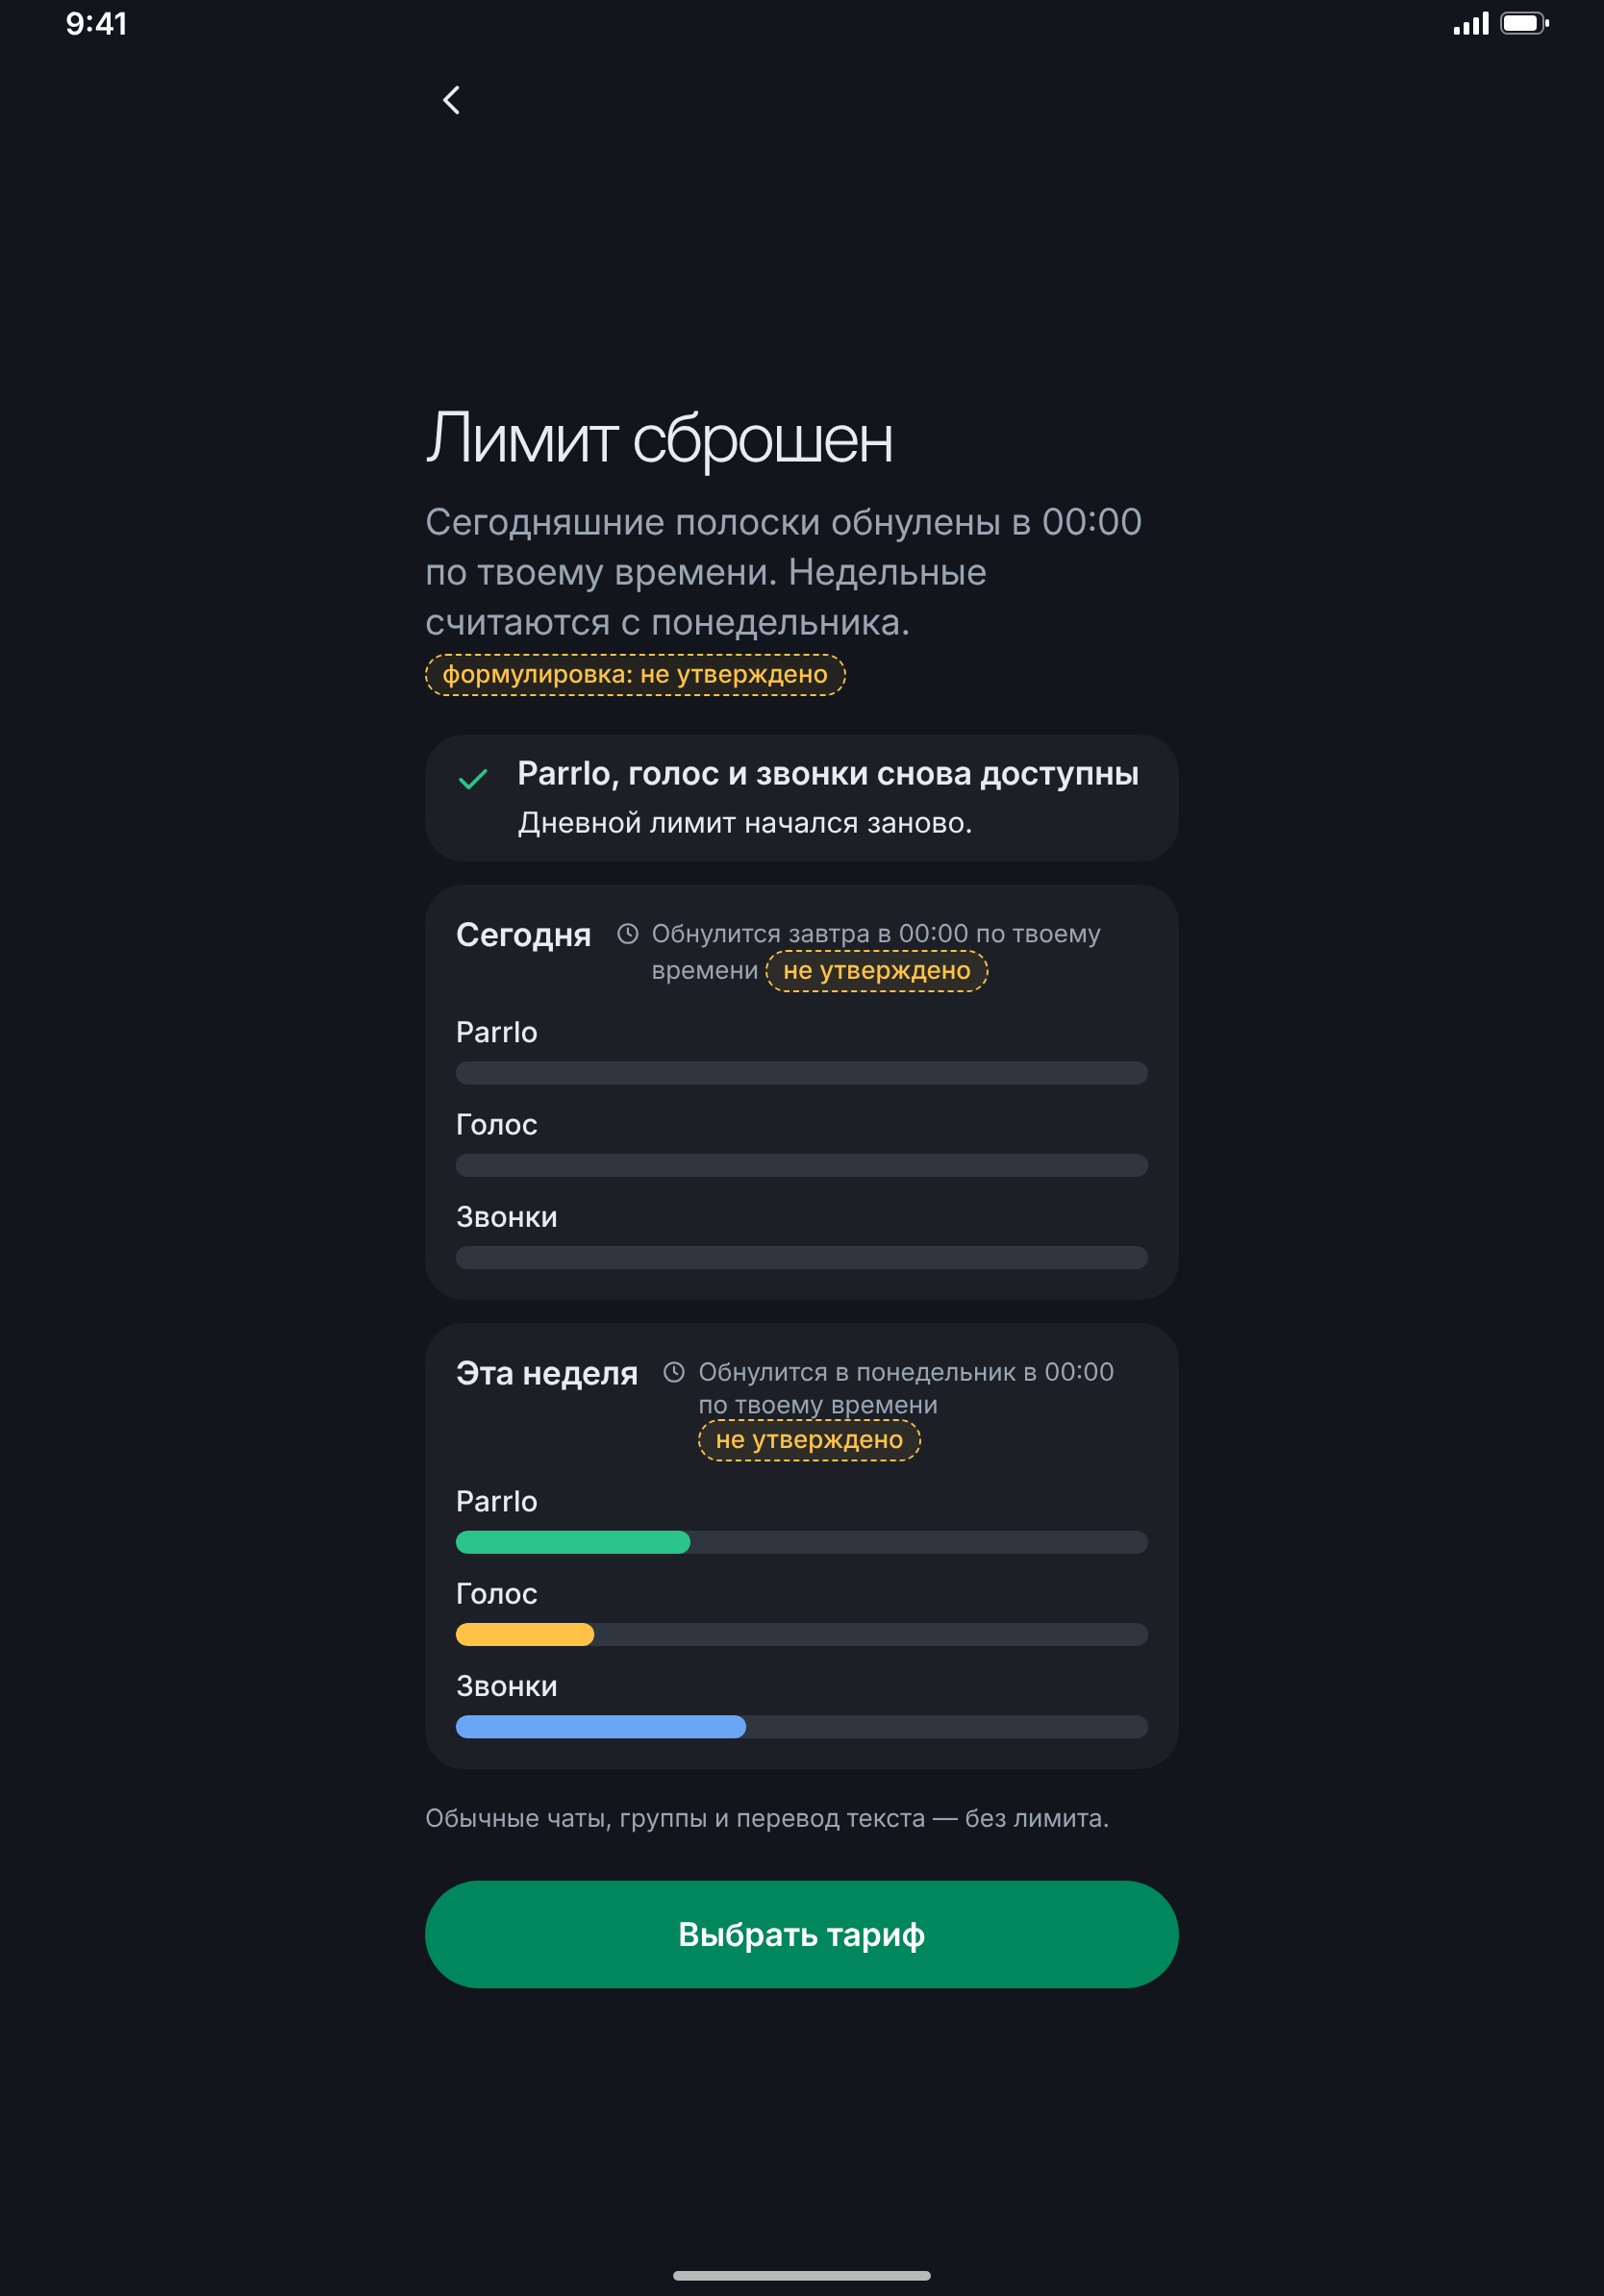 9:41
Лимит сброшен
Сегодняшние полоски обнулены в 00:00
по твоему времени. Недельные
считаются с понедельника.
формулировка: не утверждено
Parrlo, голос и звонки снова доступны
Дневной лимит начался заново.
Сегодня
Обнулится завтра в 00:00 по твоему
времени не утверждено
Parrlo
Голос
Звонки
Эта неделя
Обнулится в понедельник в 00:00
по твоему времени
не утверждено
Parrlo
Голос
Звонки
Обычные чаты, группы и перевод текста — без лимита.
Выбрать тариф